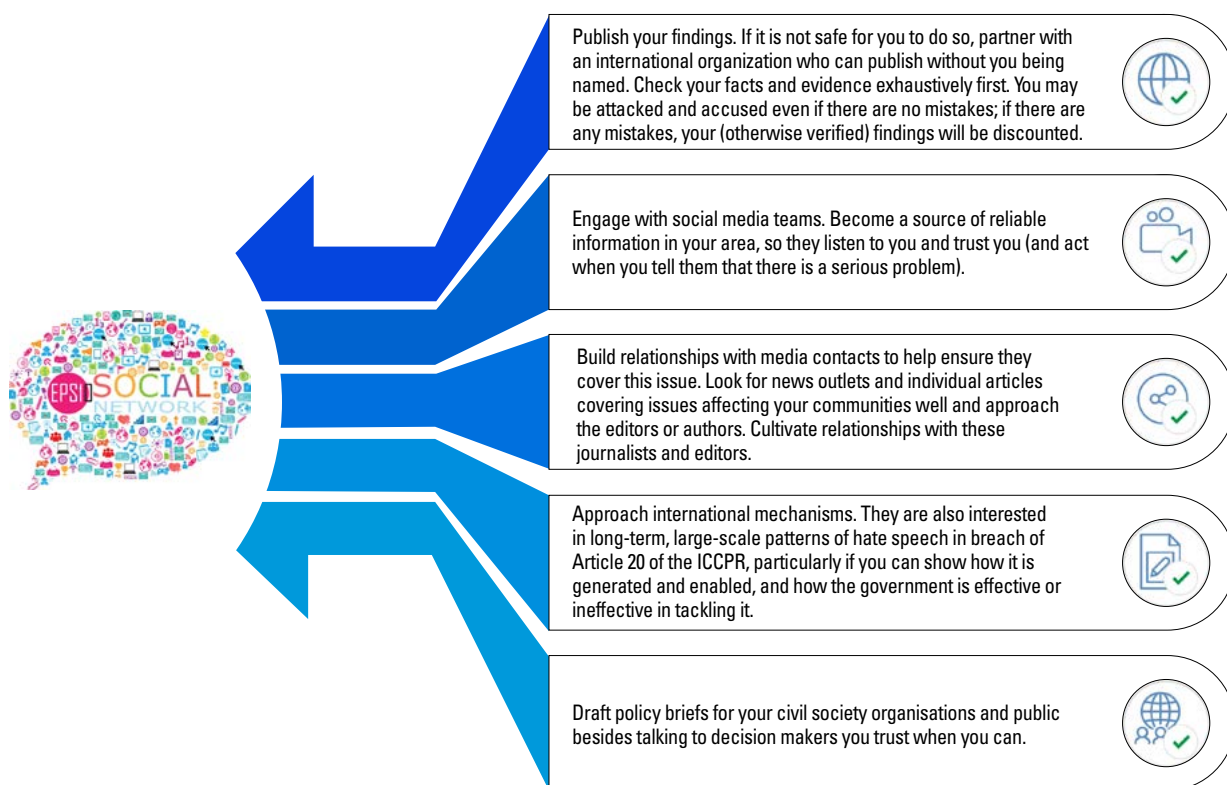 Publish your findings. If it is not safe for you to do so, partner with
an international organization who can publish without you being
named. Check your facts and evidence exhaustively first. You may
be attacked and accused even if there are no mistakes; if there are
any mistakes, your (otherwise verified) findings will be discounted.
Engage with social media teams. Become a source of reliable
information in your area, so they listen to you and trust you (and act
when you tell them that there is a serious problem).
EPSI
SOCIAL
NETWORK
Build relationships with media contacts to help ensure they
cover this issue. Look for news outlets and individual articles
covering issues affecting your communities well and approach
the editors or authors. Cultivate relationships with these
journalists and editors.
Approach international mechanisms. They are also interested
in long-term, large-scale patterns of hate speech in breach of
Article 20 of the ICCPR, particularly if you can show how it is
generated and enabled, and how the government is effective or
ineffective in tackling it.
Draft policy briefs for your civil society organisations and public
besides talking to decision makers you trust when you can.